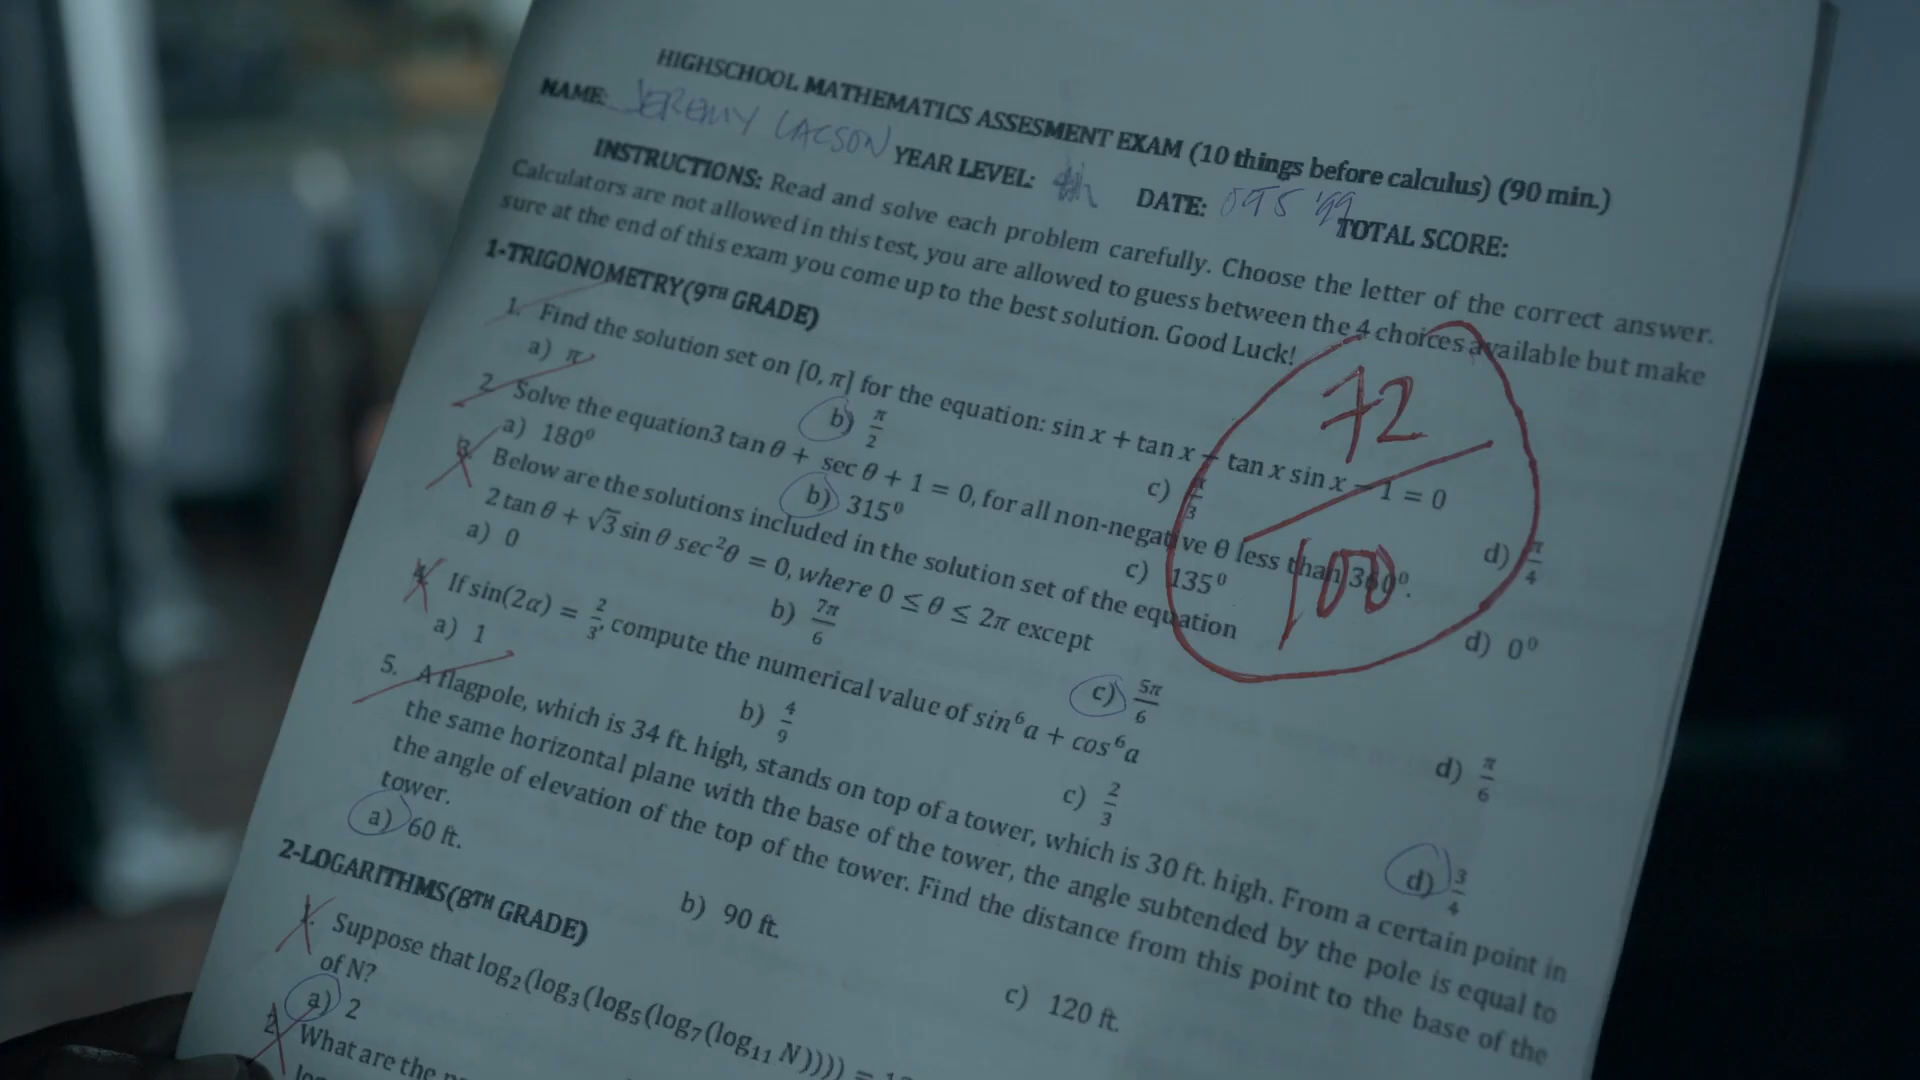 HIGHSCHOOL MATHEMATICS ASSESMENT EXAM (10 things before calculus) (90 min.)
NAME: JEREMY LACSON YEAR LEVEL: 4th DATE: '99 TOTAL SCORE:
INSTRUCTIONS: Read and solve each problem carefully. Choose the letter of the correct answer.
Calculators are not allowed in this test, you are allowed to guess between the 4 choices available but make
sure at the end of this exam you come up to the best solution. Good Luck!
72
100
1-TRIGONOMETRY(9TH GRADE)
1. Find the solution set on [0, π] for the equation: sin x + tan x − tan x sin x − 1 = 0
a) π b) π/2 c) π/3 d) π/4
2. Solve the equation3 tan θ + sec θ + 1 = 0, for all non-negative θ less than 360⁰.
a) 180⁰ b) 315⁰ c) 135⁰ d) 0⁰
3. Below are the solutions included in the solution set of the equation
2 tan θ + √3 sin θ sec²θ = 0, where 0 ≤ θ ≤ 2π except
a) 0 b) 7π/6 c) 5π/6 d) π/6
4. If sin(2α) = 2/3, compute the numerical value of sin⁶a + cos⁶a
a) 1 b) 4/9 c) 2/3 d) 3/4
5. A flagpole, which is 34 ft. high, stands on top of a tower, which is 30 ft. high. From a certain point in
the same horizontal plane with the base of the tower, the angle subtended by the pole is equal to
the angle of elevation of the top of the tower. Find the distance from this point to the base of the
tower.
a) 60 ft. b) 90 ft. c) 120 ft.
2-LOGARITHMS(8TH GRADE)
1. Suppose that log₂(log₃(log₅(log₇(log₁₁ N)))) =
of N?
a) 2
2. What are the